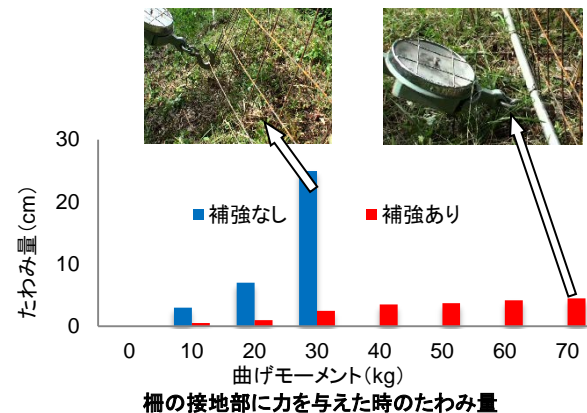 30
20
10
0
たわみ量(cm)
補強なし
補強あり
0 10 20 30 40 50 60 70
曲げモーメント(kg)
柵の接地部に力を与えた時のたわみ量